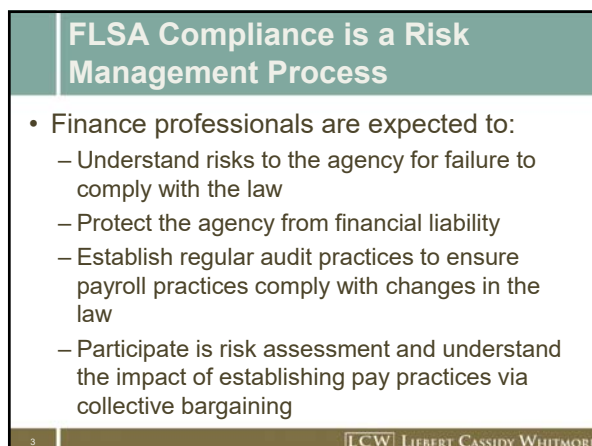 FLSA Compliance is a Risk
Management Process
• Finance professionals are expected to:
– Understand risks to the agency for failure to
comply with the law
– Protect the agency from financial liability
– Establish regular audit practices to ensure
payroll practices comply with changes in the
law
– Participate is risk assessment and understand
the impact of establishing pay practices via
collective bargaining
3
LCW LIEBERT CASSIDY WHITMORE